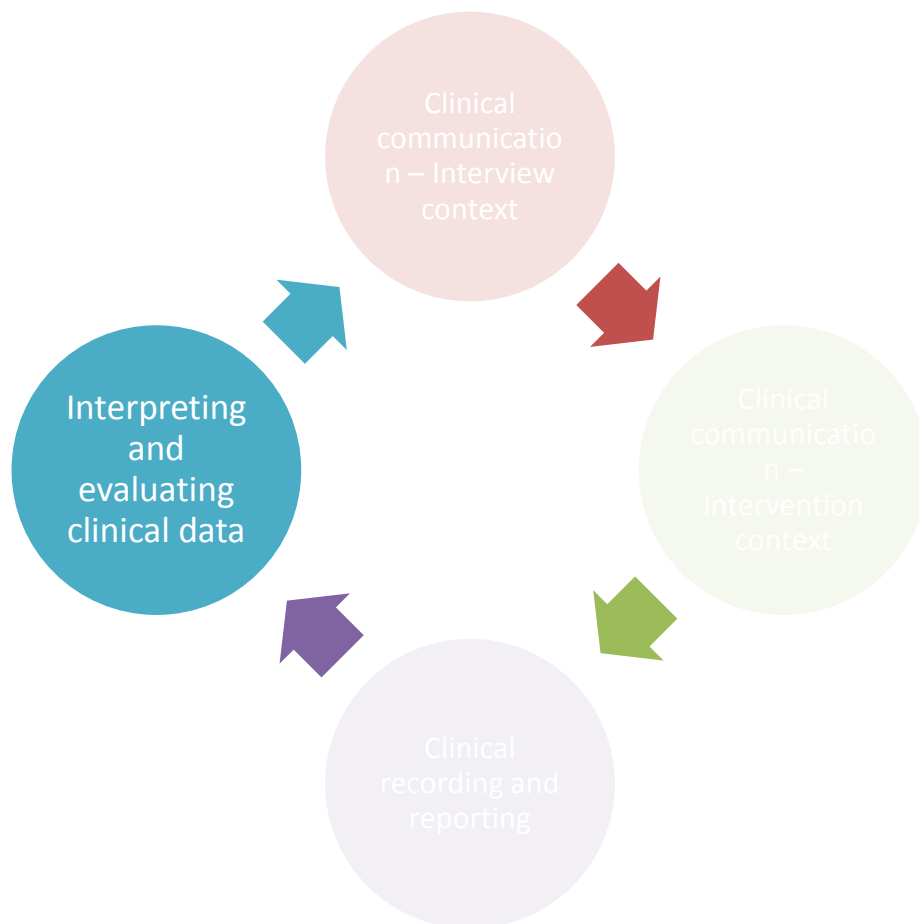 Clinical
communicatio
n – Interview
context
Clinical
communicatio
n –
Intervention
context
Clinical
recording and
reporting
Interpreting
and
evaluating
clinical data